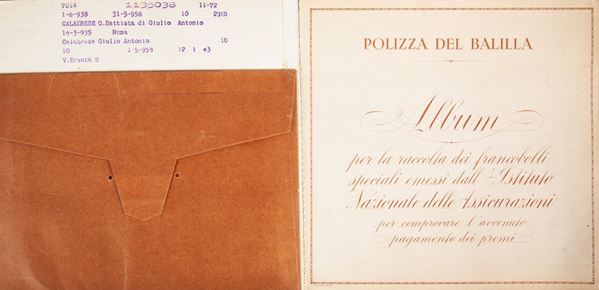 7014 1135038 11-72
1-6-938 31-5-958 10 2900
CALABRESE G.Battista di Giulio Antonio
16-3-935 Roma
Calabrese Giulio Antonio 10
10 1-5-958 12 1 *3
V.Brenta 5
POLIZZA DEL BALILLA
Album
per la raccolta dei francobolli
speciali emessi dall'Istituto
Nazionale delle Assicurazioni
per comprovare l'avvenuto
pagamento dei premi